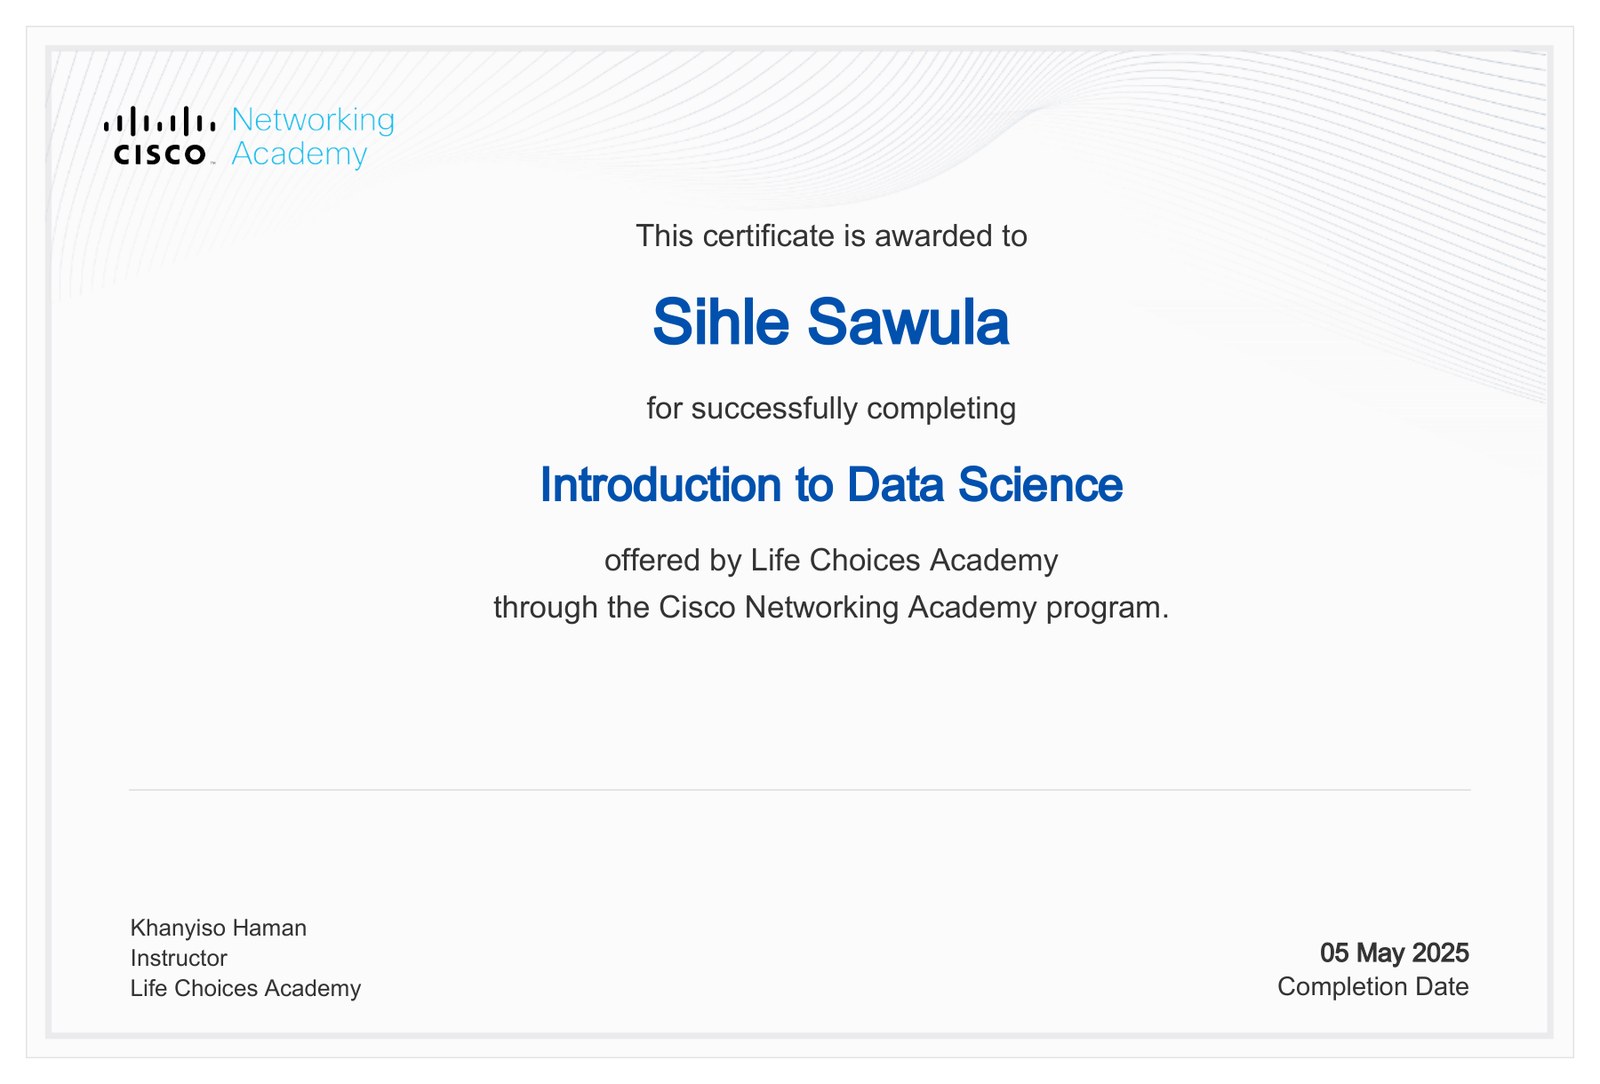 Networking
CISCO Academy
This certificate is awarded to
Sihle Sawula
for successfully completing
Introduction to Data Science
offered by Life Choices Academy
through the Cisco Networking Academy program.
Khanyiso Haman
Instructor
Life Choices Academy
05 May 2025
Completion Date